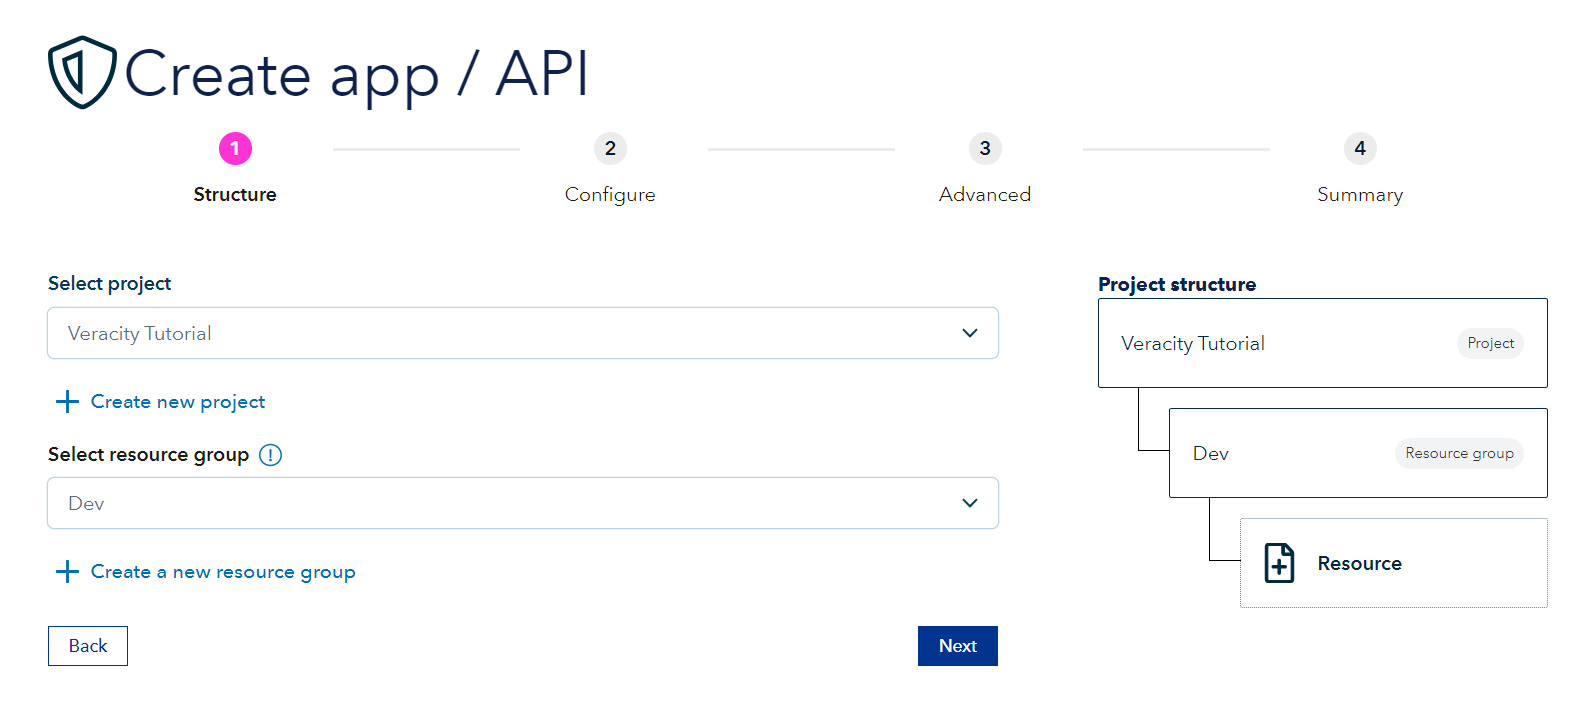 Create app / API
1
2
3
4
Structure
Configure
Advanced
Summary
Select project
Veracity Tutorial
Create new project
Select resource group
Dev
Create a new resource group
Back
Next
Project structure
Veracity Tutorial
Project
Dev
Resource group
Resource